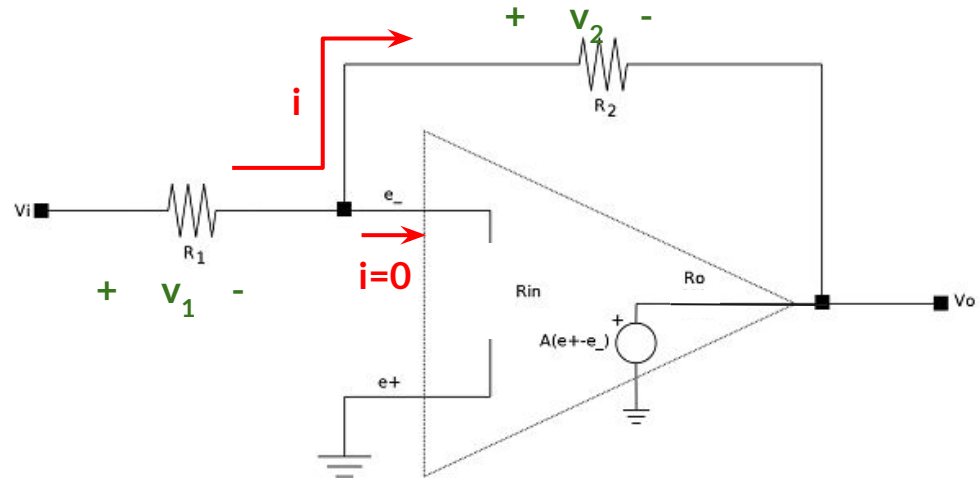 + v2 -
R2
i
e_
Vi
R1
i=0
+ v1 -
Rin
Ro
Vo
+
A(e+-e_)
e+